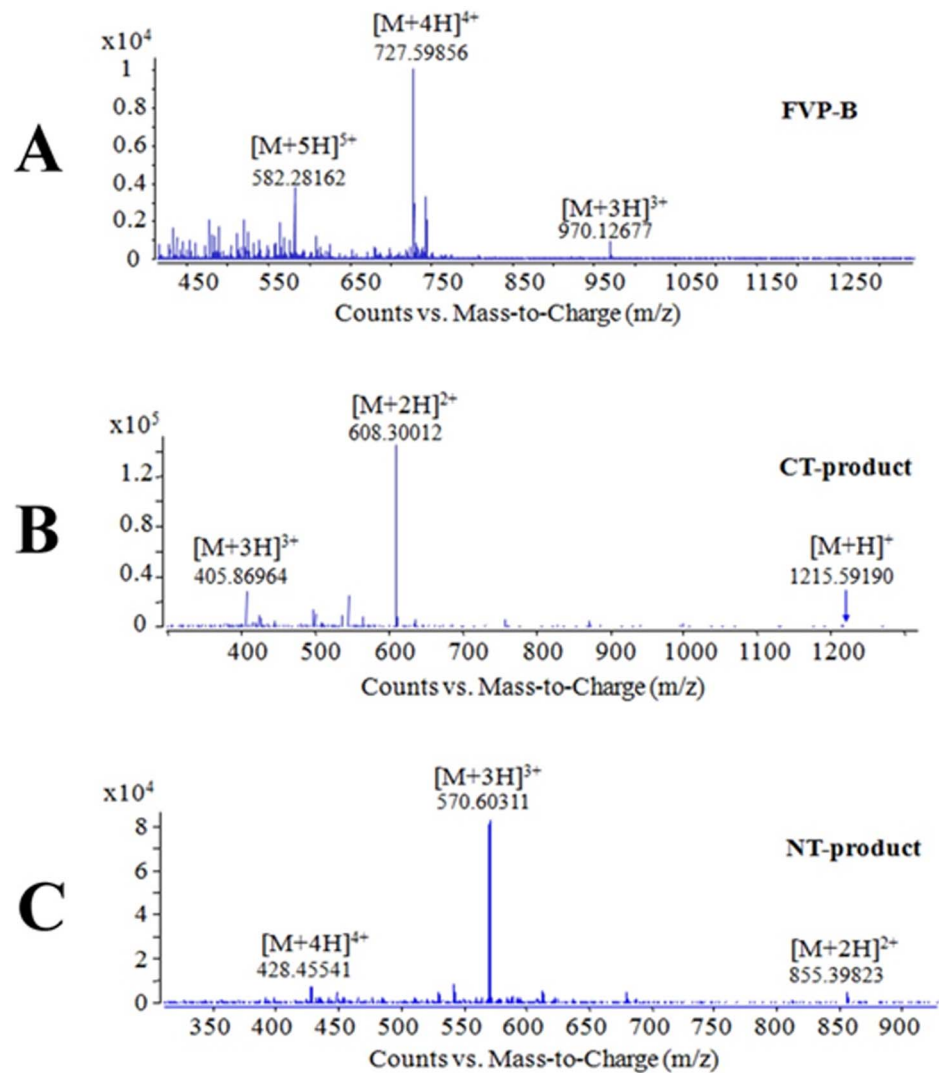 A
x10⁴
[M+4H]⁴⁺
727.59856
FVP-B
[M+5H]⁵⁺
582.28162
[M+3H]³⁺
970.12677
1
0.8
0.6
0.4
0.2
0
450 550 650 750 850 950 1050 1150 1250
Counts vs. Mass-to-Charge (m/z)
B
x10⁵
[M+2H]²⁺
608.30012
CT-product
[M+3H]³⁺
405.86964
[M+H]⁺
1215.59190
1.2
0.8
0.4
0
400 500 600 700 800 900 1000 1100 1200
Counts vs. Mass-to-Charge (m/z)
C
x10⁴
[M+3H]³⁺
570.60311
NT-product
[M+4H]⁴⁺
428.45541
[M+2H]²⁺
855.39823
8
6
4
2
0
350 400 450 500 550 600 650 700 750 800 850 900
Counts vs. Mass-to-Charge (m/z)